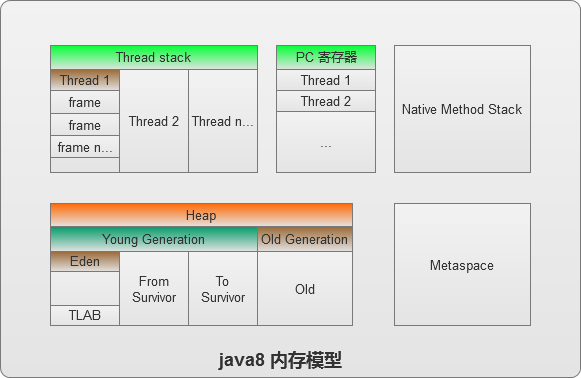 Thread stack
Thread 1
frame
frame
frame n...
Thread 2
Thread n...
PC 寄存器
Thread 1
Thread 2
...
Native Method Stack
Heap
Young Generation
Old Generation
Eden
TLAB
From
Survivor
To
Survivor
Old
Metaspace
java8 内存模型